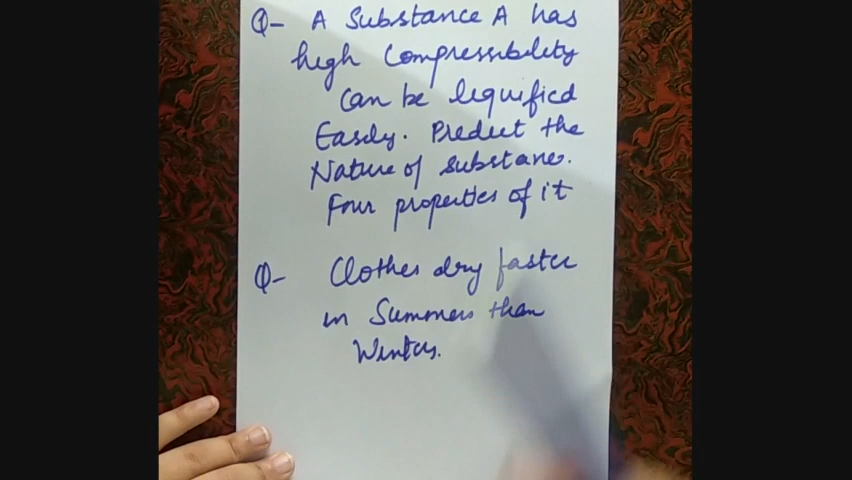 Q- A Substance A has
high Compressibility
Can be liquified
Easily. Predict the
Nature of substance.
Four properties of it
Q- Clothes dry faster
in Summers than
Winters.